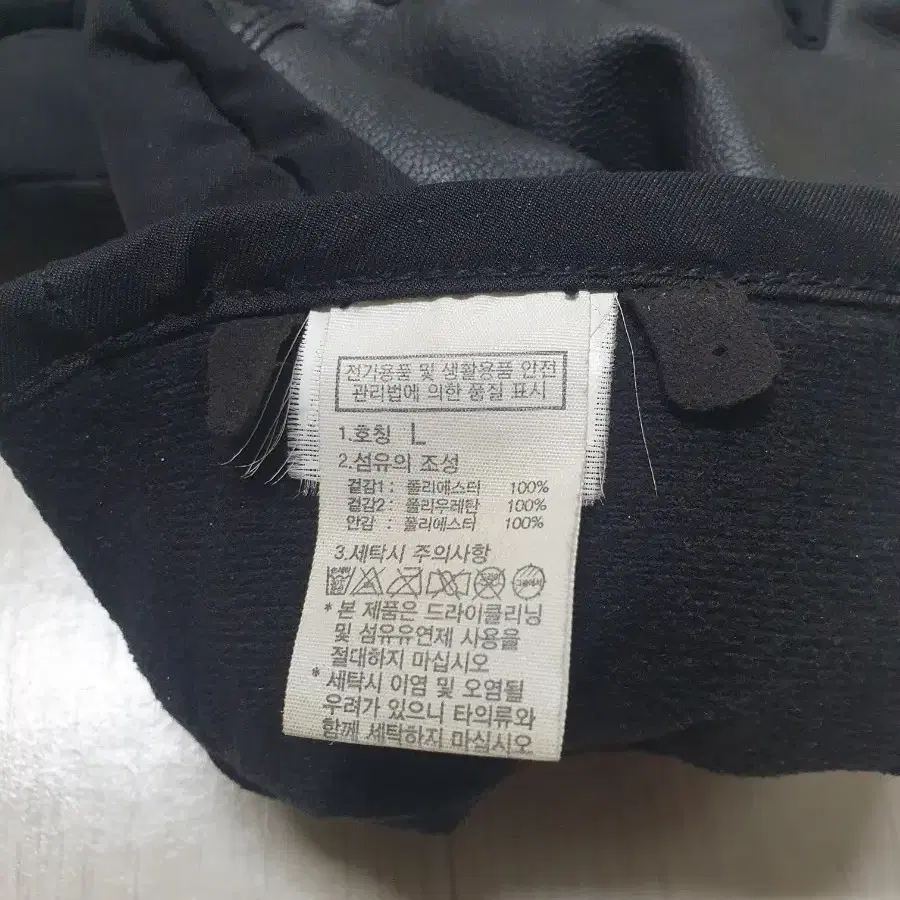 전기용품 및 생활용품 안전
관리법에 의한 품질 표시
1.호칭 L
2.섬유의 조성
겉감1 : 폴리에스터 100%
겉감2 : 폴리우레탄 100%
안감 : 폴리에스터 100%
3.세탁시 주의사항
* 본 제품은 드라이클리닝
및 섬유유연제 사용을
절대하지 마십시오
* 세탁시 이염 및 오염될
우려가 있으니 타의류와
함께 세탁하지 마십시오